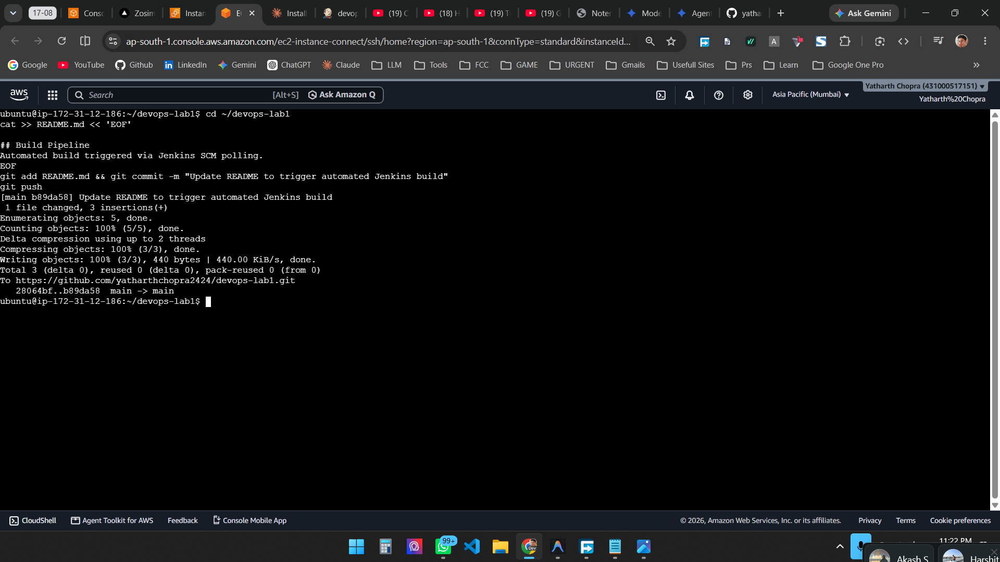 17-08
Consc
Zosim
Instan
E
Install
devop
(19) C
(18) H
(19) T
(19) G
Noter
Mode
Agen
yatha
Ask Gemini
ap-south-1.console.aws.amazon.com/ec2-instance-connect/ssh/home?region=ap-south-1&connType=standard&instanceId...
Google
YouTube
Github
LinkedIn
Gemini
ChatGPT
Claude
LLM
Tools
FCC
GAME
URGENT
Gmails
Usefull Sites
Prs
Learn
Google One Pro
aws
Search
[Alt+S]
Ask Amazon Q
Asia Pacific (Mumbai)
Yatharth Chopra (431000517151)
Yatharth%20Chopra
ubuntu@ip-172-31-12-186:~/devops-lab1$ cd ~/devops-lab1
cat >> README.md << 'EOF'
## Build Pipeline
Automated build triggered via Jenkins SCM polling.
EOF
git add README.md && git commit -m "Update README to trigger automated Jenkins build"
git push
[main b89da58] Update README to trigger automated Jenkins build
1 file changed, 3 insertions(+)
Enumerating objects: 5, done.
Counting objects: 100% (5/5), done.
Delta compression using up to 2 threads
Compressing objects: 100% (3/3), done.
Writing objects: 100% (3/3), 440 bytes | 440.00 KiB/s, done.
Total 3 (delta 0), reused 0 (delta 0), pack-reused 0 (from 0)
To https://github.com/yatharthchopra2424/devops-lab1.git
28064bf..b89da58  main -> main
ubuntu@ip-172-31-12-186:~/devops-lab1$
CloudShell
Agent Toolkit for AWS
Feedback
Console Mobile App
© 2026, Amazon Web Services, Inc. or its affiliates.
Privacy
Terms
Cookie preferences
99+
Dev
11:22 PM
Akash S
Harshit